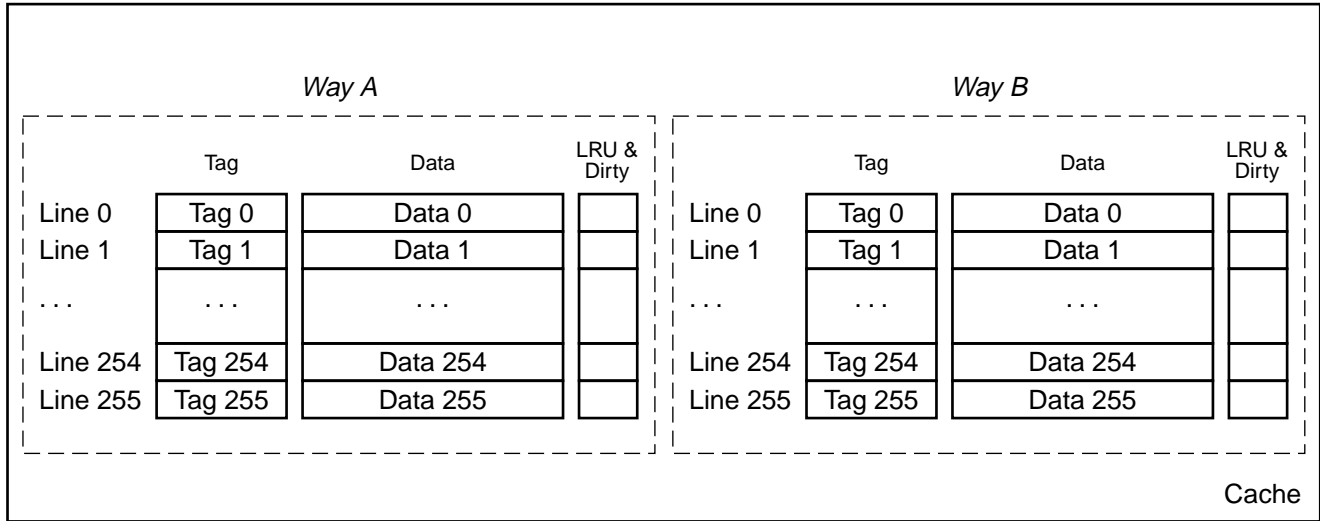 Way A
Tag
Data
LRU &
Dirty
Line 0
Tag 0
Data 0
Line 1
Tag 1
Data 1
. . .
. . .
. . .
Line 254
Tag 254
Data 254
Line 255
Tag 255
Data 255
Way B
Tag
Data
LRU &
Dirty
Line 0
Tag 0
Data 0
Line 1
Tag 1
Data 1
. . .
. . .
. . .
Line 254
Tag 254
Data 254
Line 255
Tag 255
Data 255
Cache